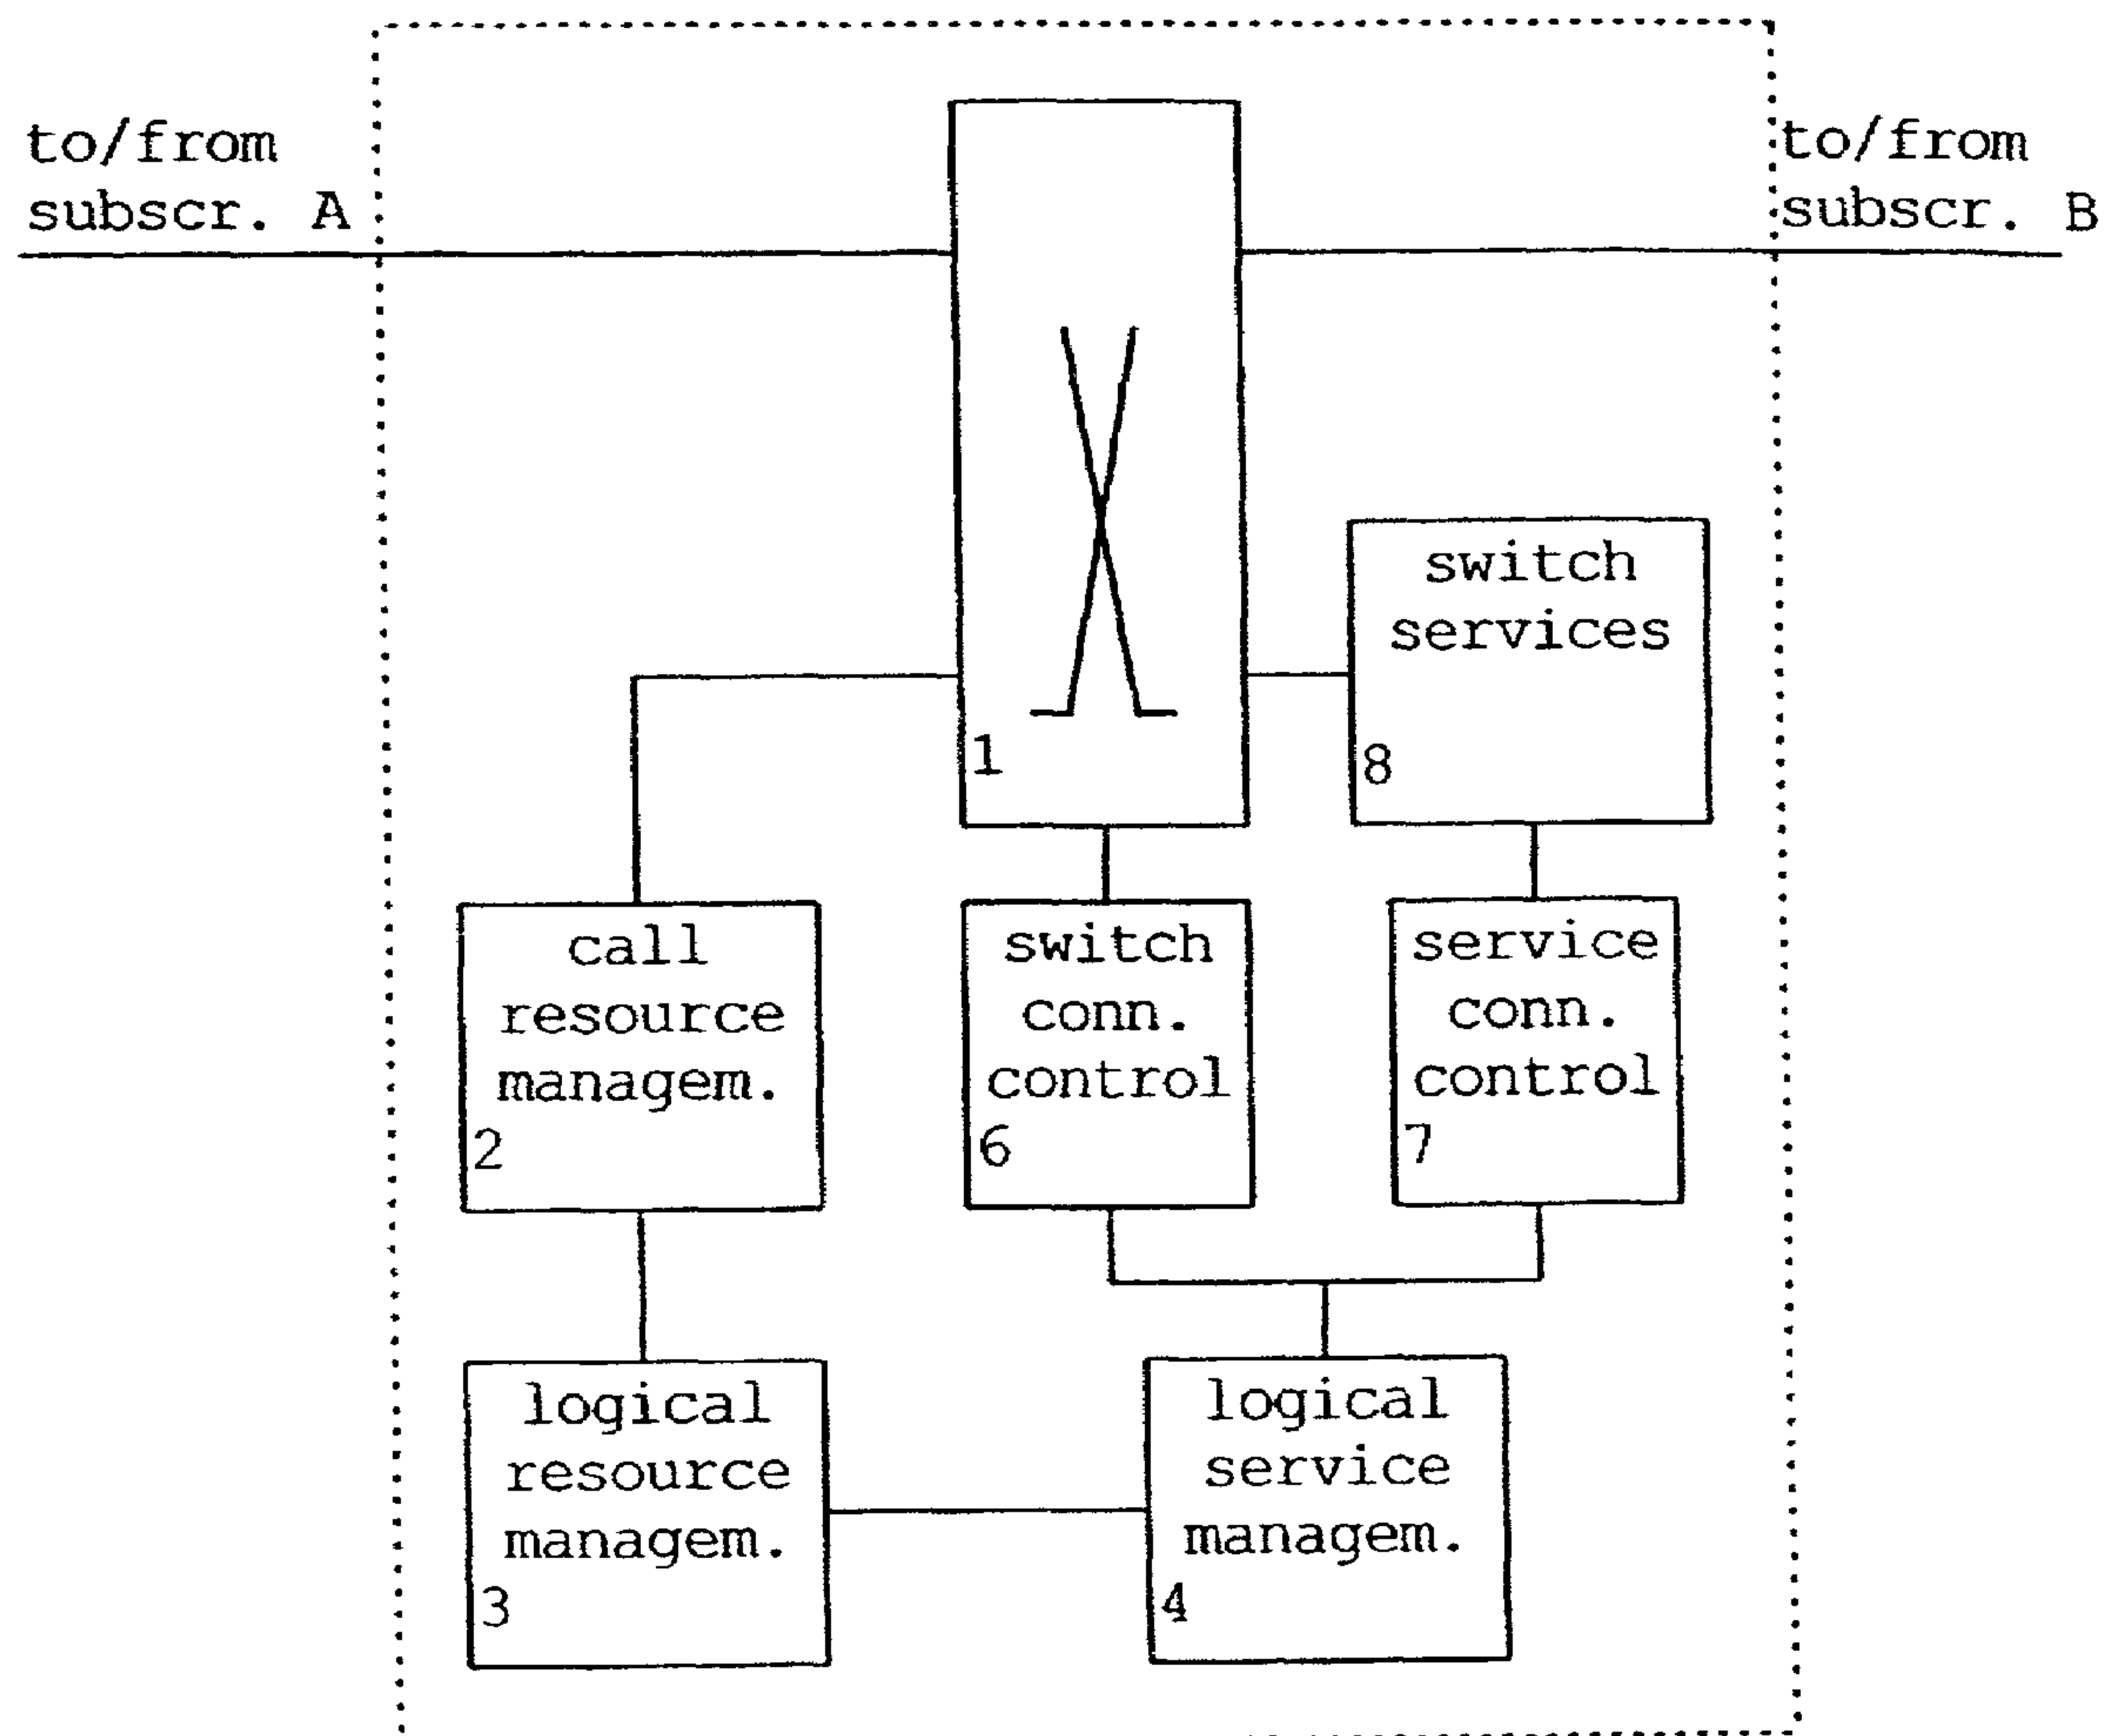 to/from
subscr. A
to/from
subscr. B
1
switch
services
8
call
resource
managem.
2
switch
conn.
control
6
service
conn.
control
7
logical
resource
managem.
3
logical
service
managem.
4